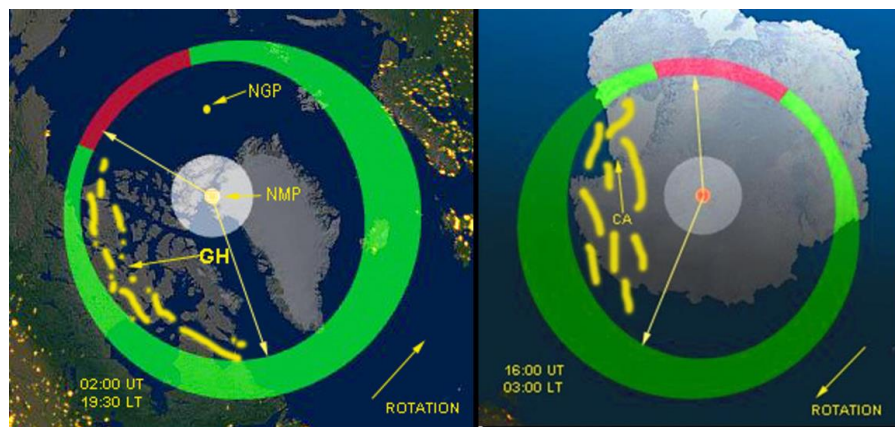 NGP
NMP
GH
02:00 UT
19:30 LT
ROTATION
CA
16:00 UT
03:00 LT
ROTATION